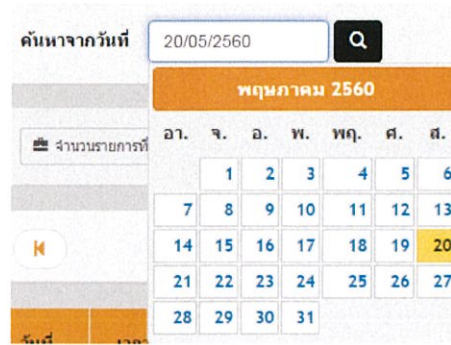 ค้นหาจากวันที่ 20/05/2560
พฤษภาคม 2560
อา. จ. อ. พ. พฤ. ศ. ส.
1 2 3 4 5 6
จำนวนรายการที่
7 8 9 10 11 12 13
14 15 16 17 18 19 20
21 22 23 24 25 26 27
28 29 30 31
วันที่ เวลา